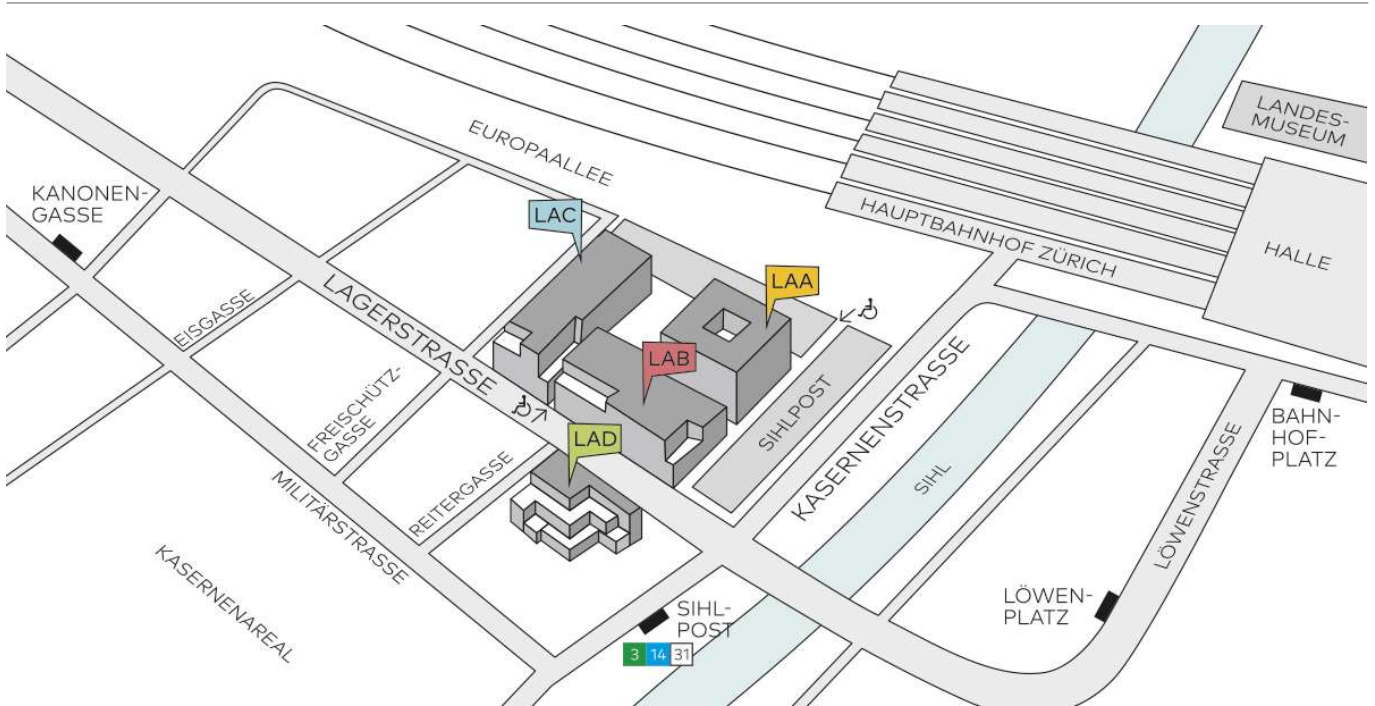 LANDES-
MUSEUM
EUROPAALLEE
KANONEN-
GASSE
LAC
HAUPTBAHNHOF ZÜRICH
HALLE
LAA
EISGASSE
LAGERSTRASSE
LAB
KASERNENSTRASSE
SIHLPOST
FREISCHÜTZ-
GASSE
LAD
BAHN-
HOF-
PLATZ
SIHL
REITERGASSE
MILITÄRSTRASSE
LÖWENSTRASSE
KASERNENAREAL
LÖWEN-
PLATZ
SIHL-
POST
3 14 31